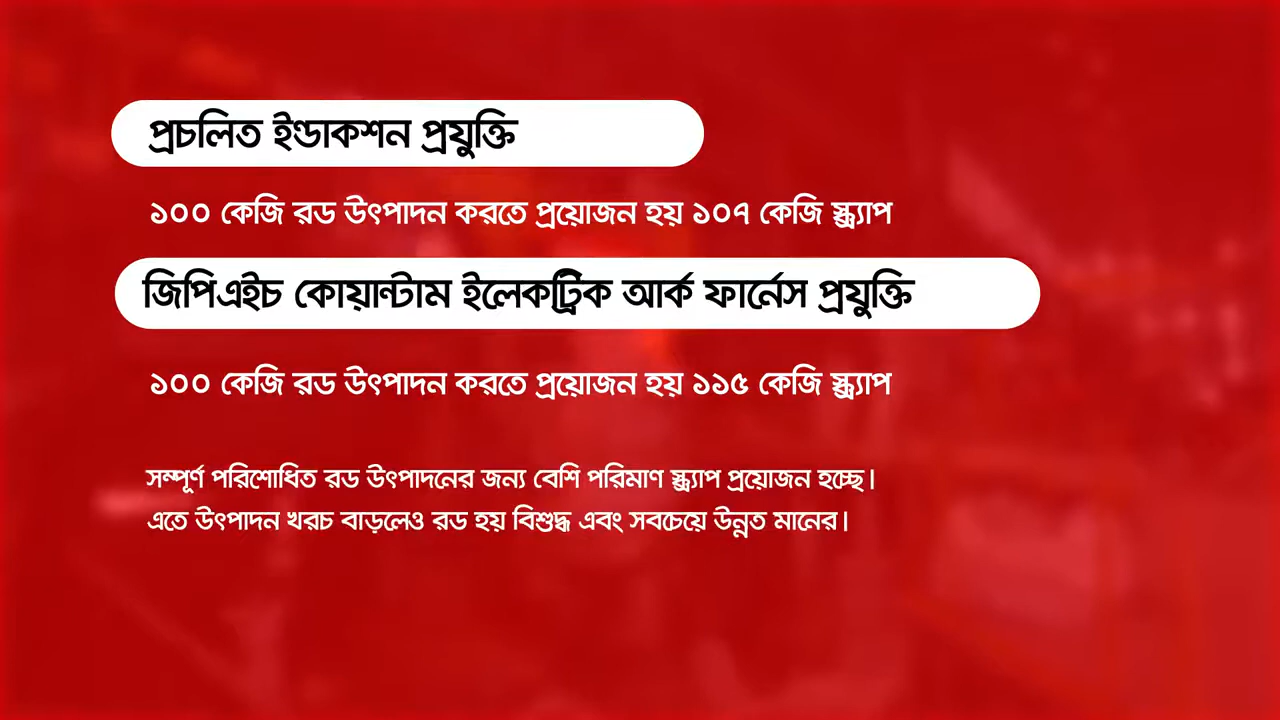 প্রচলিত ইন্ডাকশন প্রযুক্তি
১০০ কেজি রড উৎপাদন করতে প্রয়োজন হয় ১০৭ কেজি স্ক্র্যাপ
জিপিএইচ কোয়ান্টাম ইলেকট্রিক আর্ক ফার্নেস প্রযুক্তি
১০০ কেজি রড উৎপাদন করতে প্রয়োজন হয় ১১৫ কেজি স্ক্র্যাপ
সম্পূর্ণ পরিশোধিত রড উৎপাদনের জন্য বেশি পরিমাণ স্ক্র্যাপ প্রয়োজন হচ্ছে।
এতে উৎপাদন খরচ বাড়লেও রড হয় বিশুদ্ধ এবং সবচেয়ে উন্নত মানের।